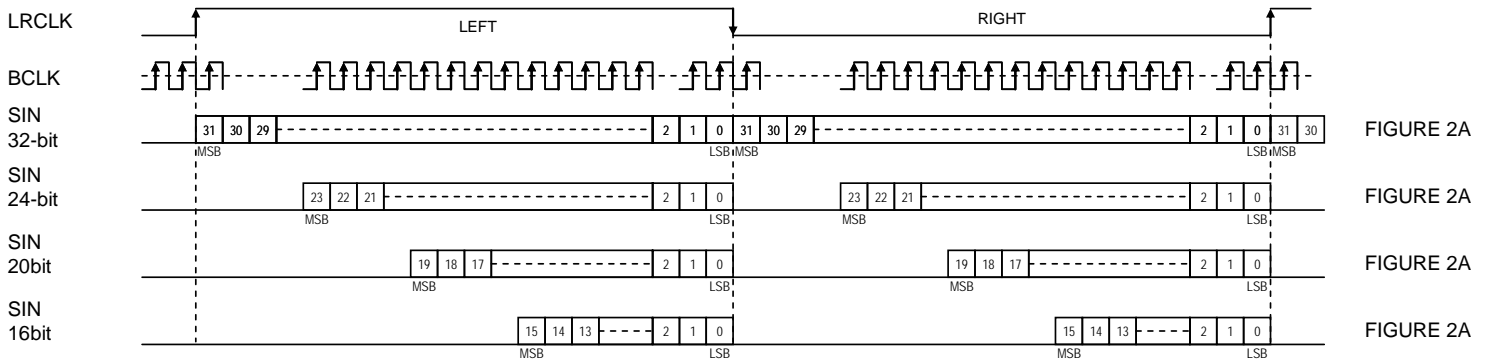 LRCLK
LEFT
RIGHT
BCLK
SIN
32-bit
31 30 29 2 1 0 31 30 29 2 1 0 31 30
FIGURE 2A
MSB LSB MSB LSB MSB
SIN
24-bit
23 22 21 2 1 0 23 22 21 2 1 0
FIGURE 2A
MSB LSB MSB LSB
SIN
20bit
19 18 17 2 1 0 19 18 17 2 1 0
FIGURE 2A
MSB LSB MSB LSB
SIN
16bit
15 14 13 2 1 0 15 14 13 2 1 0
FIGURE 2A
MSB LSB MSB LSB